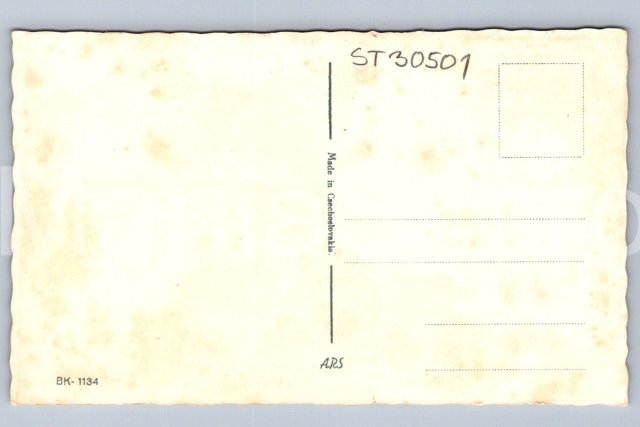 ST30501
Made in Czechoslovakia.
ARS
BK-1134